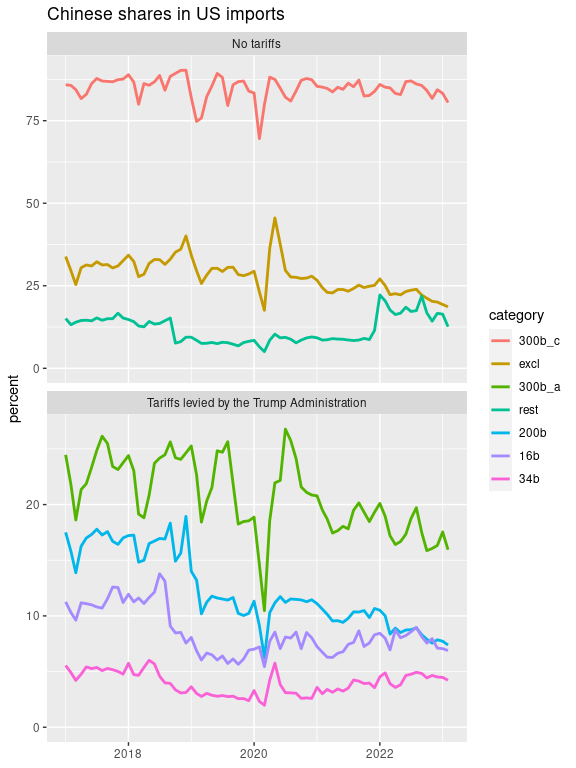 Chinese shares in US imports
No tariffs
75
50
25
0
Tariffs levied by the Trump Administration
20
10
0
2018
2020
2022
percent
category
300b_c
excl
300b_a
rest
200b
16b
34b